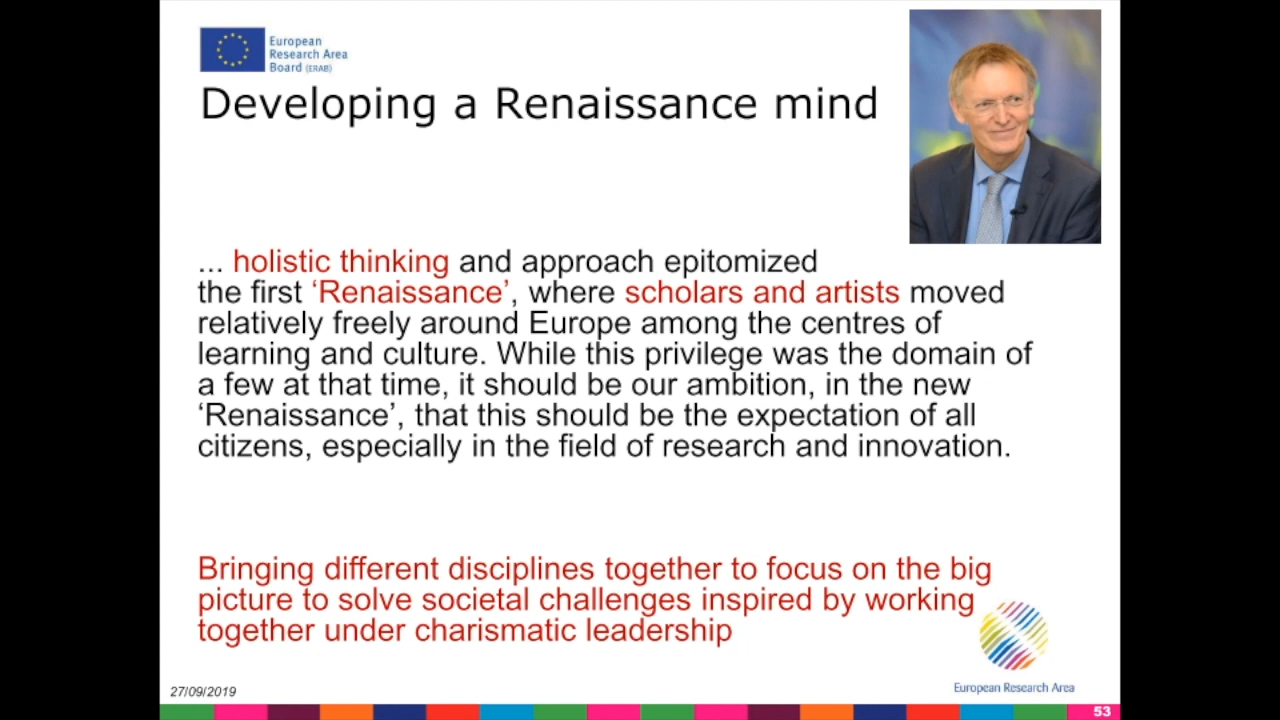 European
Research Area
Board (ERAB)
Developing a Renaissance mind
... holistic thinking and approach epitomized
the first ‘Renaissance’, where scholars and artists moved
relatively freely around Europe among the centres of
learning and culture. While this privilege was the domain of
a few at that time, it should be our ambition, in the new
‘Renaissance’, that this should be the expectation of all
citizens, especially in the field of research and innovation.
Bringing different disciplines together to focus on the big
picture to solve societal challenges inspired by working
together under charismatic leadership
European Research Area
27/09/2019
53